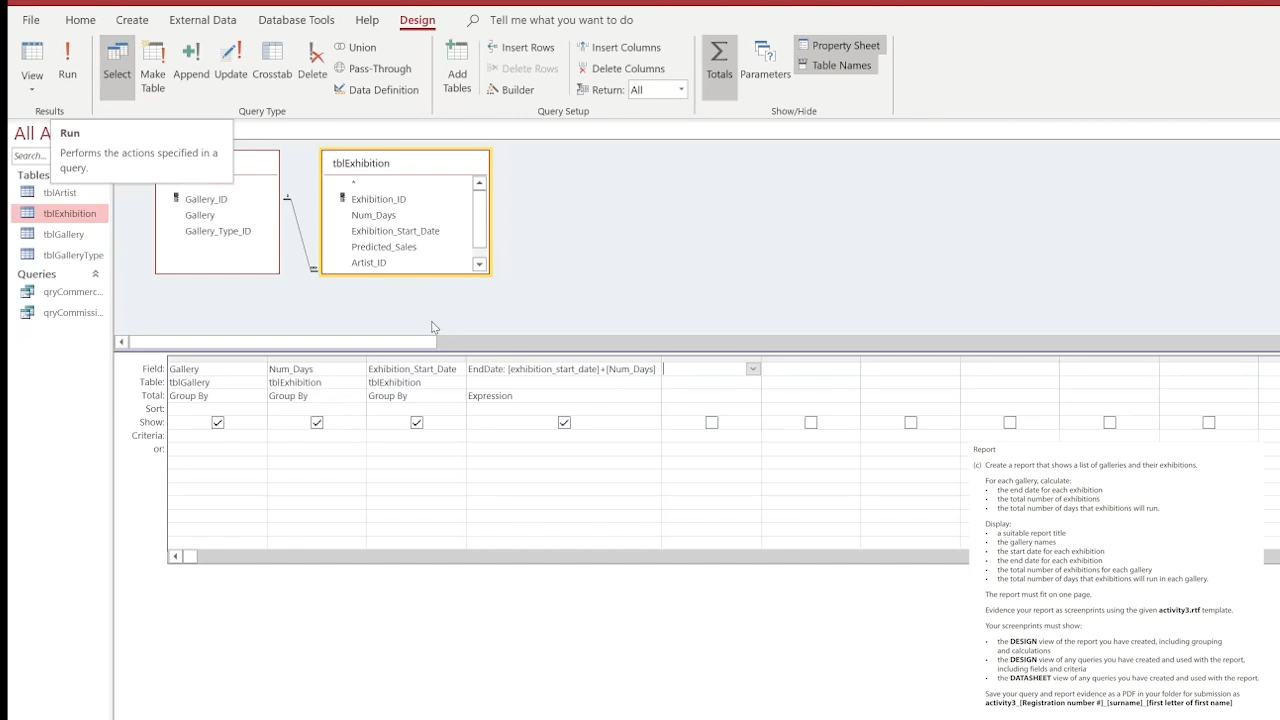 File Home Create External Data Database Tools Help Design Tell me what you want to do
View Run Select Make Table Append Update Crosstab Delete
Union
Pass-Through
Data Definition
Add Tables
Insert Rows
Delete Rows
Builder
Insert Columns
Delete Columns
Return: All
Totals Parameters
Property Sheet
Table Names
Results Query Type Query Setup Show/Hide
All A
Run
Performs the actions specified in a
query.
Search...
Tables
tblArtist
tblExhibition
tblGallery
tblGalleryType
Queries
qryCommerc...
qryCommissi...
Gallery_ID
Gallery
Gallery_Type_ID
tblExhibition
Exhibition_ID
Num_Days
Exhibition_Start_Date
Predicted_Sales
Artist_ID
Field: Gallery Num_Days Exhibition_Start_Date EndDate: [exhibition_start_date]+[Num_Days]
Table: tblGallery tblExhibition tblExhibition
Total: Group By Group By Group By Expression
Sort:
Show:
Criteria:
or:
Report
(c) Create a report that shows a list of galleries and their exhibitions.
For each gallery, calculate:
• the end date for each exhibition
• the total number of exhibitions
• the total number of days that exhibitions will run.
Display:
• a suitable report title
• the gallery names
• the start date for each exhibition
• the end date for each exhibition
• the total number of exhibitions for each gallery
• the total number of days that exhibitions will run in each gallery.
The report must fit on one page.
Evidence your report as screenprints using the given activity3.rtf template.
Your screenprints must show:
• the DESIGN view of the report you have created, including grouping
and calculations
• the DESIGN view of any queries you have created and used with the report,
including fields and criteria
• the DATASHEET view of any queries you have created and used with the report.
Save your query and report evidence as a PDF in your folder for submission as
activity3_[Registration number #]_[surname]_[first letter of first name]